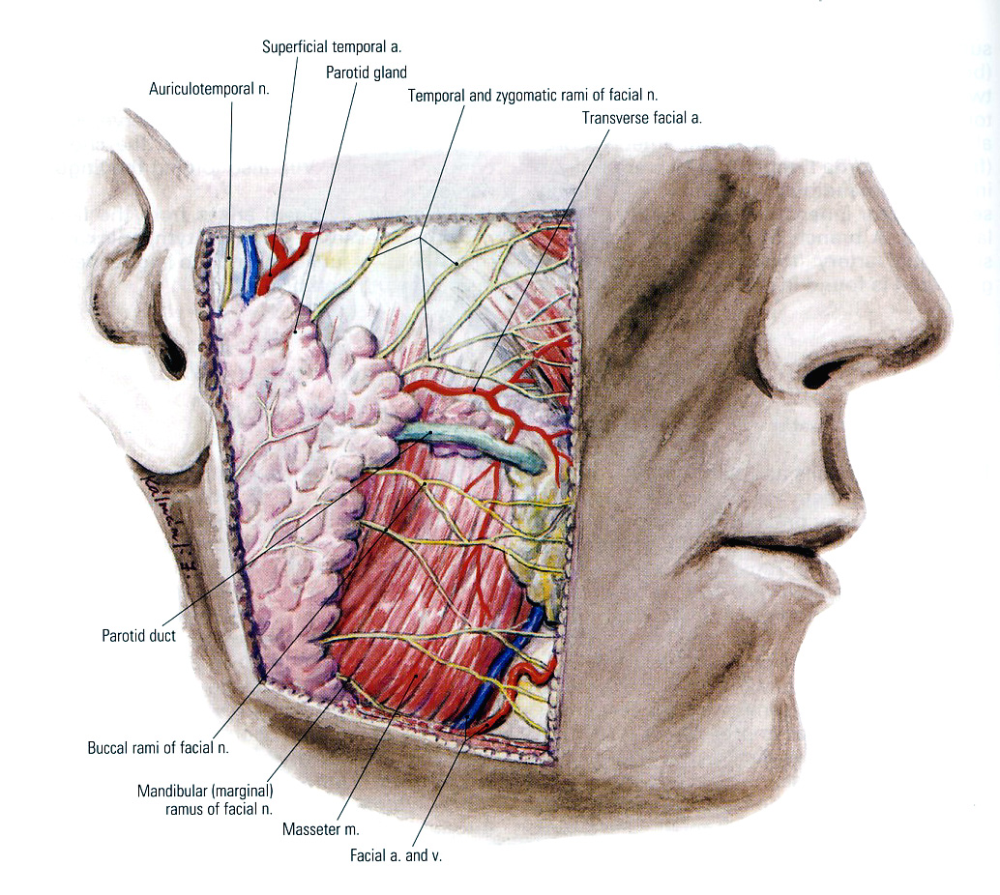 Superficial temporal a.
Parotid gland
Auriculotemporal n.
Temporal and zygomatic rami of facial n.
Transverse facial a.
Parotid duct
Buccal rami of facial n.
Mandibular (marginal)
ramus of facial n.
Masseter m.
Facial a. and v.